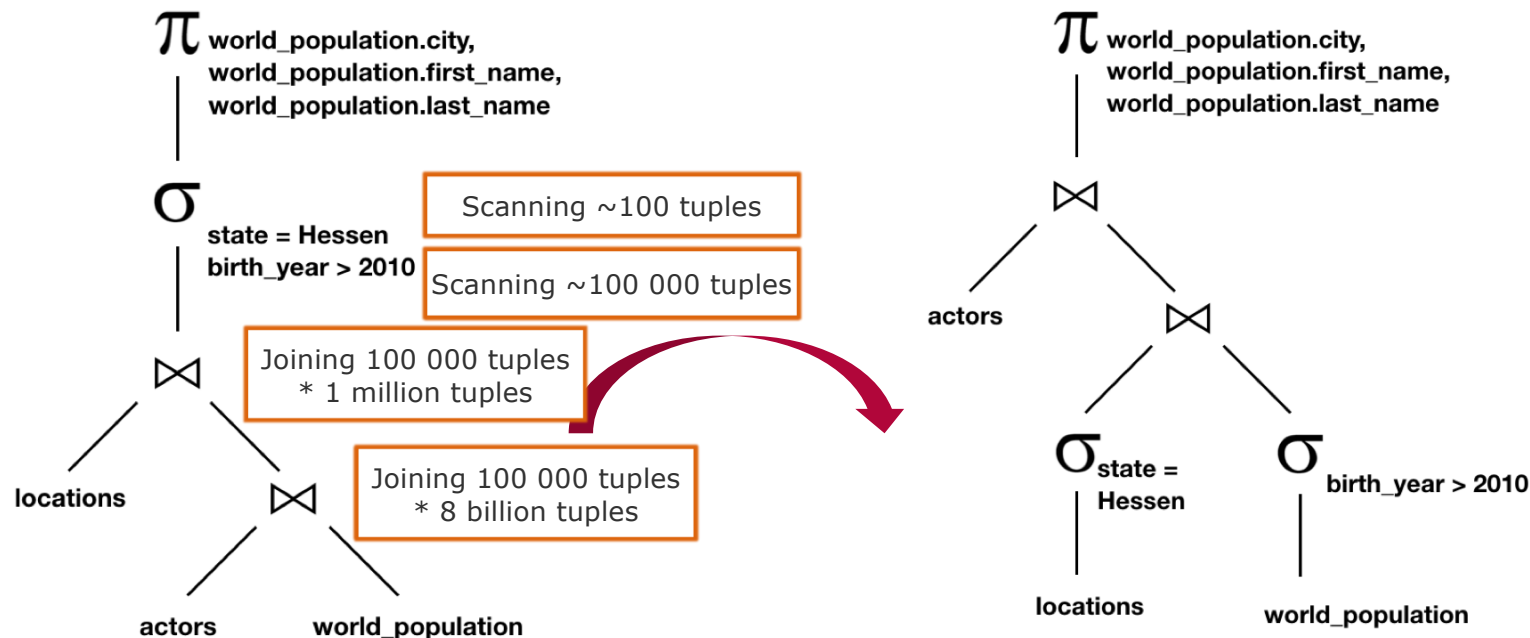 π world_population.city,
world_population.first_name,
world_population.last_name
σ
state = Hessen
birth_year > 2010
Scanning ~100 tuples
Scanning ~100 000 tuples
⋈
Joining 100 000 tuples
* 1 million tuples
locations
⋈
Joining 100 000 tuples
* 8 billion tuples
actors
world_population
π world_population.city,
world_population.first_name,
world_population.last_name
⋈
actors
⋈
σ state =
Hessen
σ birth_year > 2010
locations
world_population